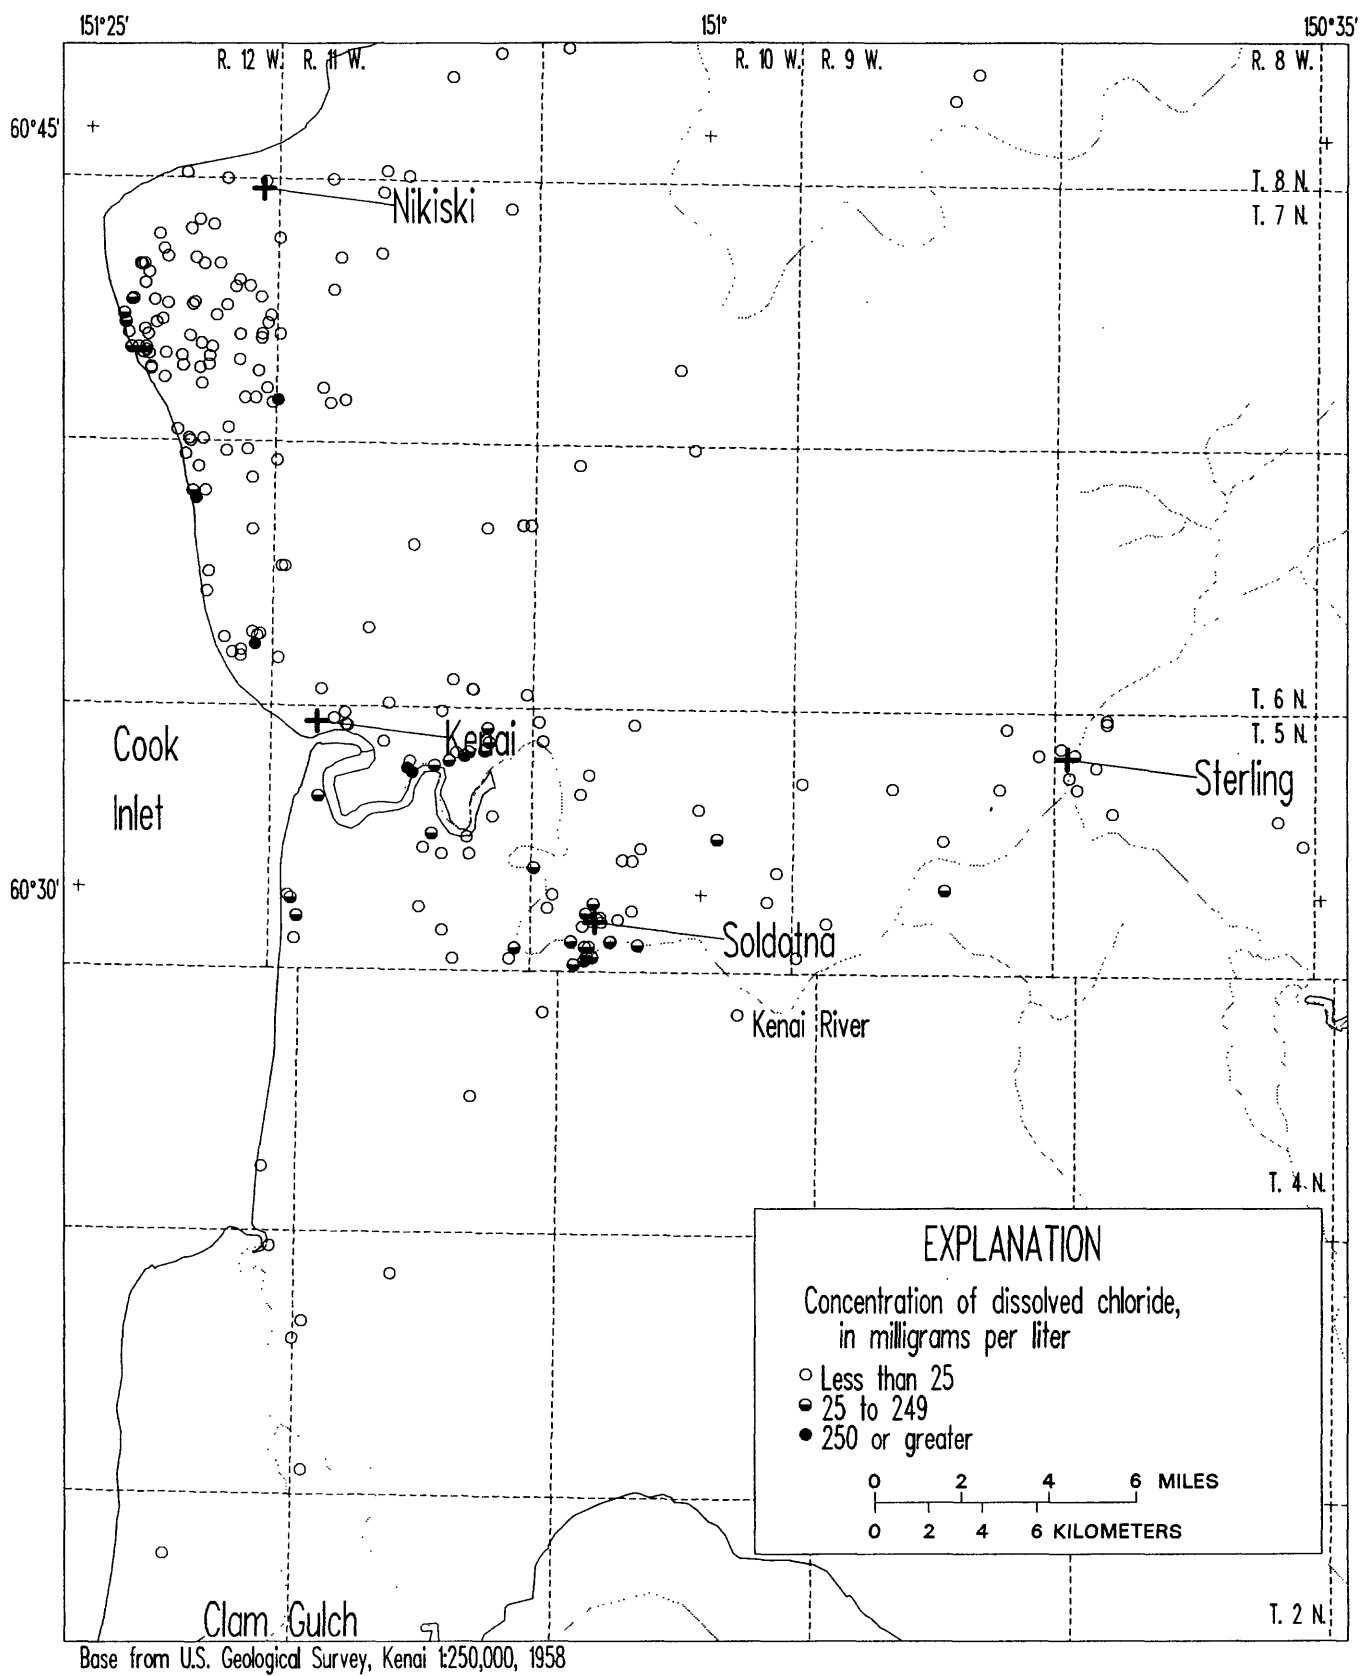 151°25'
151°
150°35'
R. 12 W.
R. 11 W.
R. 10 W.
R. 9 W.
R. 8 W.
60°45'
T. 8 N.
Nikiski
T. 7 N.
T. 6 N.
Kenai
T. 5 N.
Cook
Inlet
Sterling
60°30'
Soldotna
Kenai River
T. 4 N.
EXPLANATION
Concentration of dissolved chloride,
in milligrams per liter
Less than 25
25 to 249
250 or greater
0 2 4 6 MILES
0 2 4 6 KILOMETERS
Clam Gulch
T. 2 N.
Base from U.S. Geological Survey, Kenai 1:250,000, 1958